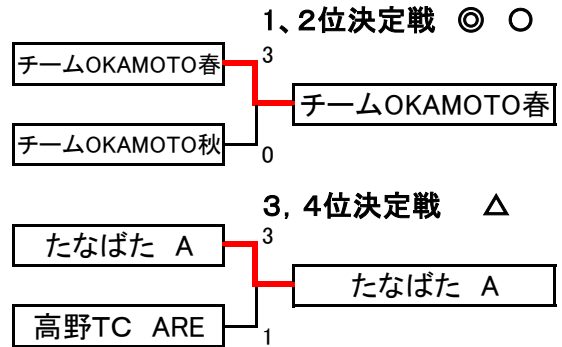 1、2位決定戦 ◎ ○
3
チームOKAMOTO春
チームOKAMOTO春
チームOKAMOTO秋
0
3，4位決定戦 △
3
たなばた A
たなばた A
高野TC ARE
1